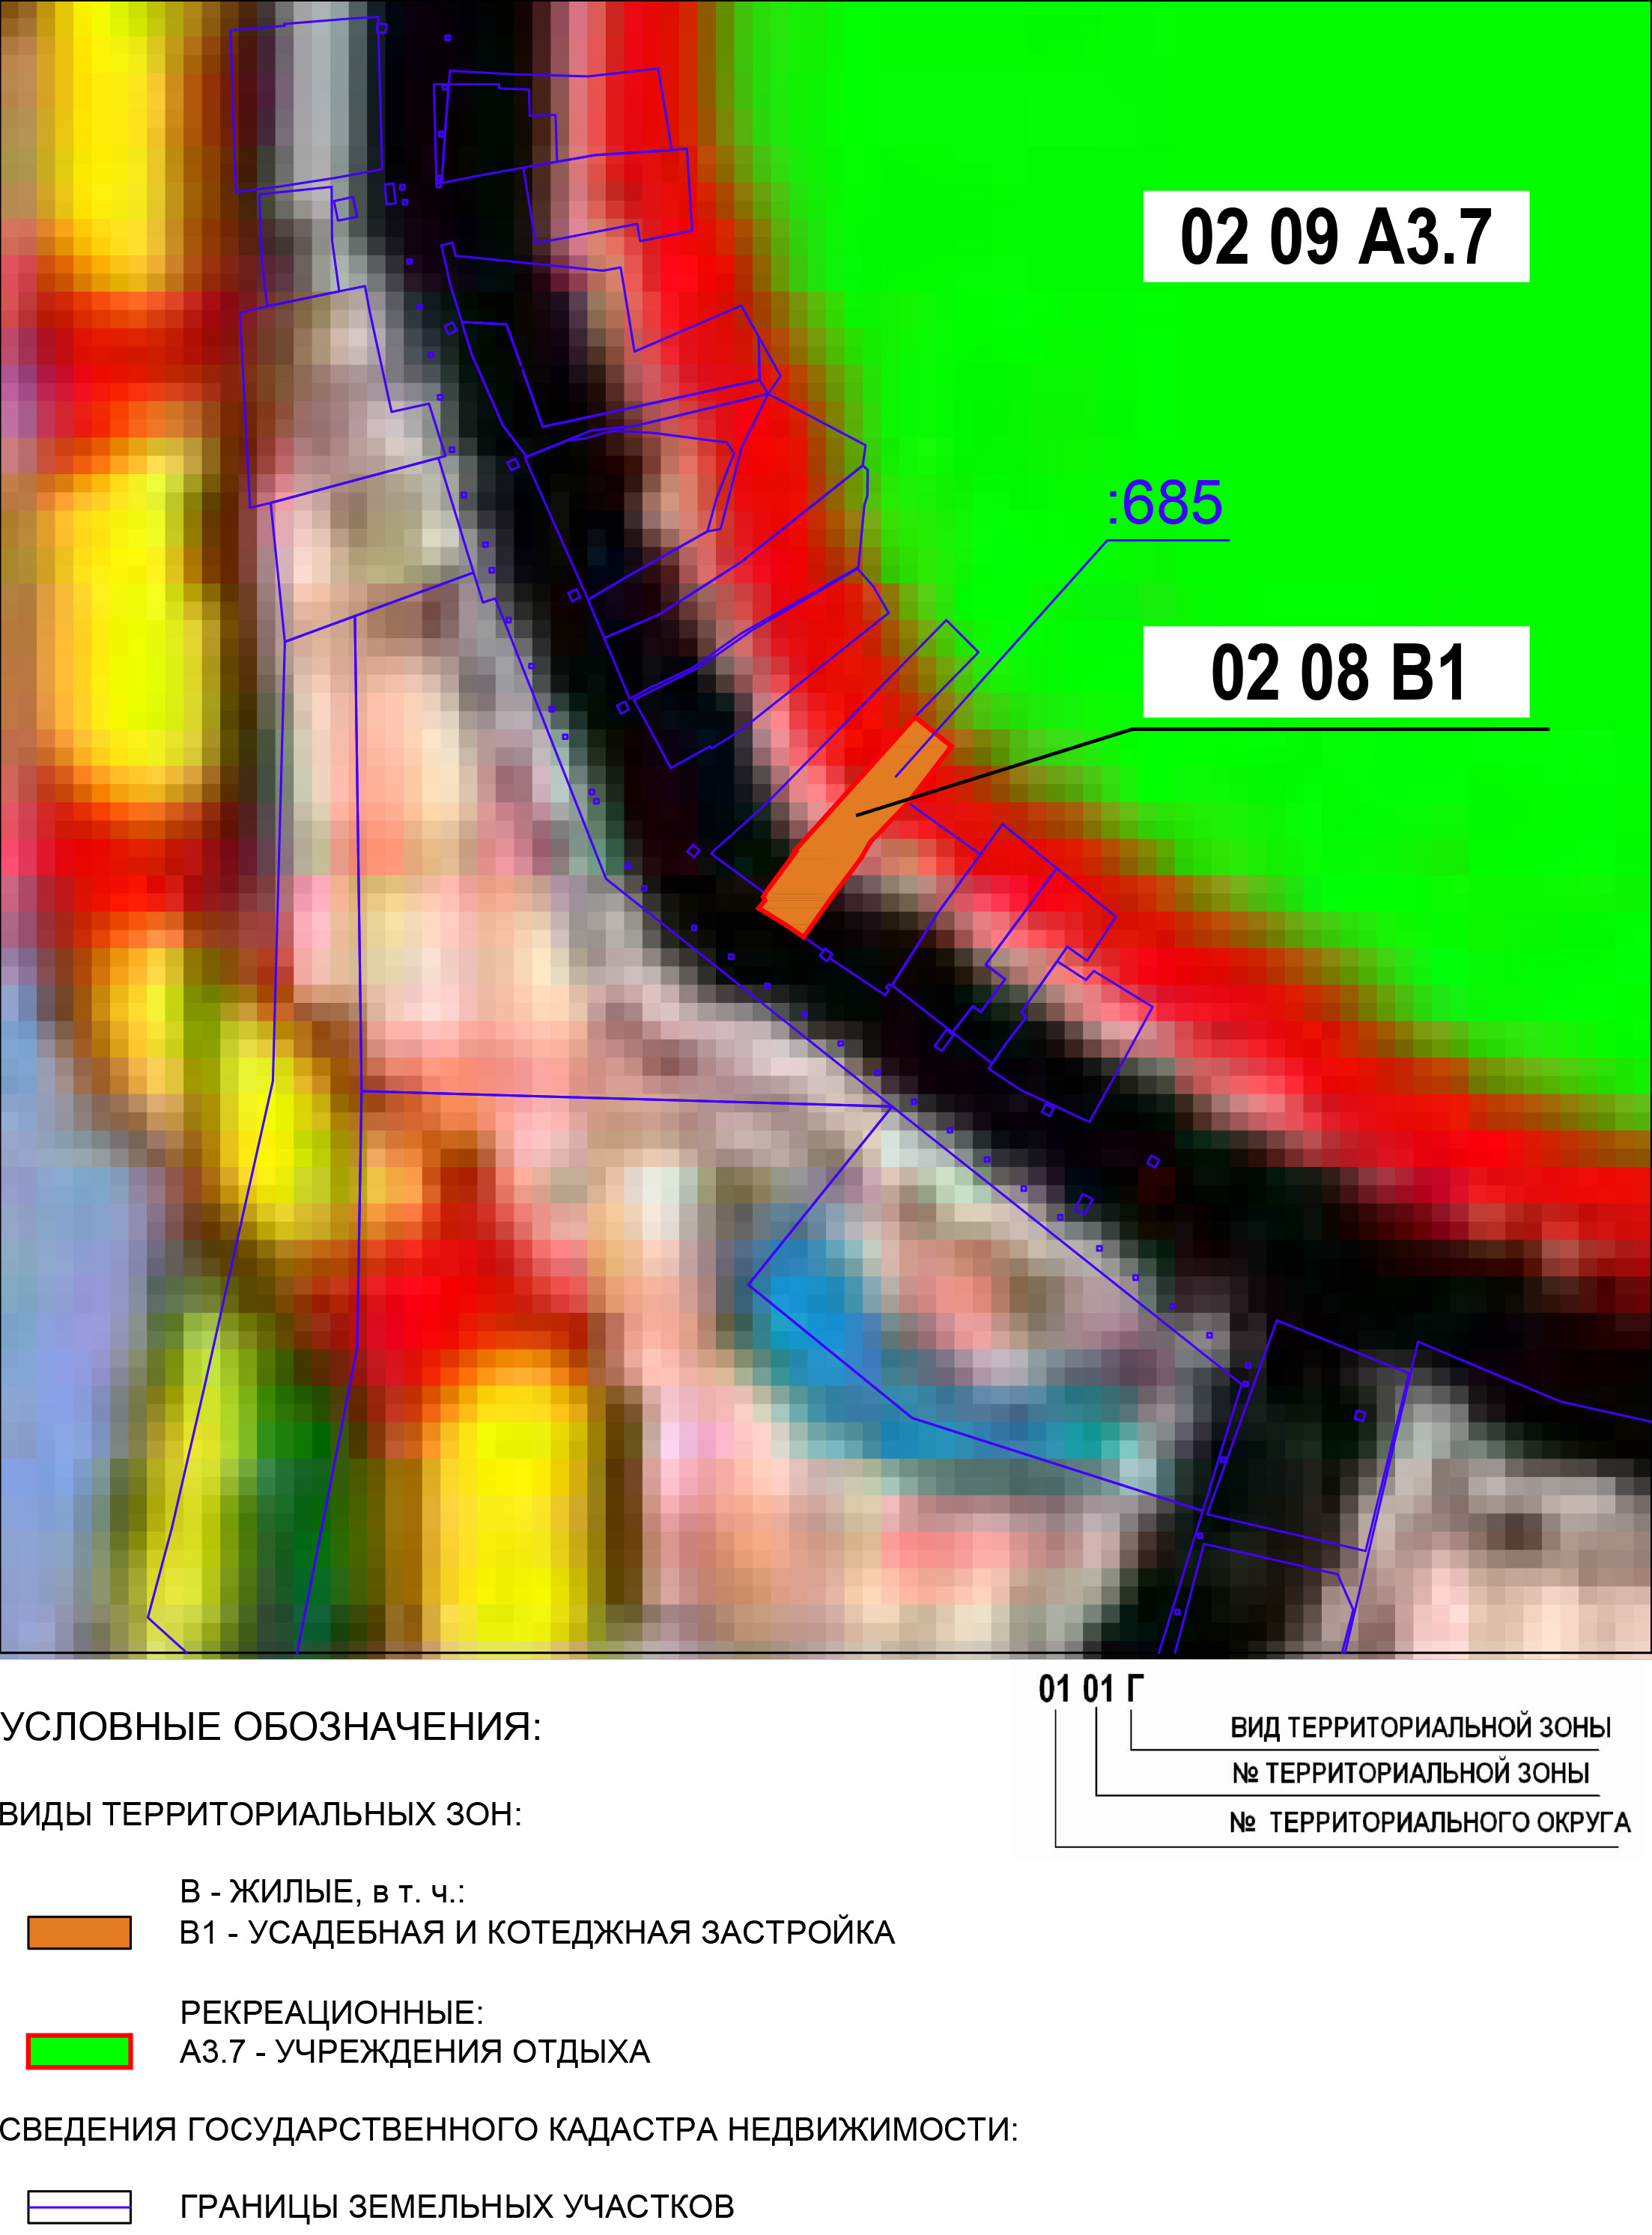 02 09 А3.7
:685
02 08 В1
01 01 Г
ВИД ТЕРРИТОРИАЛЬНОЙ ЗОНЫ
№ ТЕРРИТОРИАЛЬНОЙ ЗОНЫ
№ ТЕРРИТОРИАЛЬНОГО ОКРУГА
УСЛОВНЫЕ ОБОЗНАЧЕНИЯ:
ВИДЫ ТЕРРИТОРИАЛЬНЫХ ЗОН:
В - ЖИЛЫЕ, в т. ч.:
В1 - УСАДЕБНАЯ И КОТЕДЖНАЯ ЗАСТРОЙКА
РЕКРЕАЦИОННЫЕ:
А3.7 - УЧРЕЖДЕНИЯ ОТДЫХА
СВЕДЕНИЯ ГОСУДАРСТВЕННОГО КАДАСТРА НЕДВИЖИМОСТИ:
ГРАНИЦЫ ЗЕМЕЛЬНЫХ УЧАСТКОВ